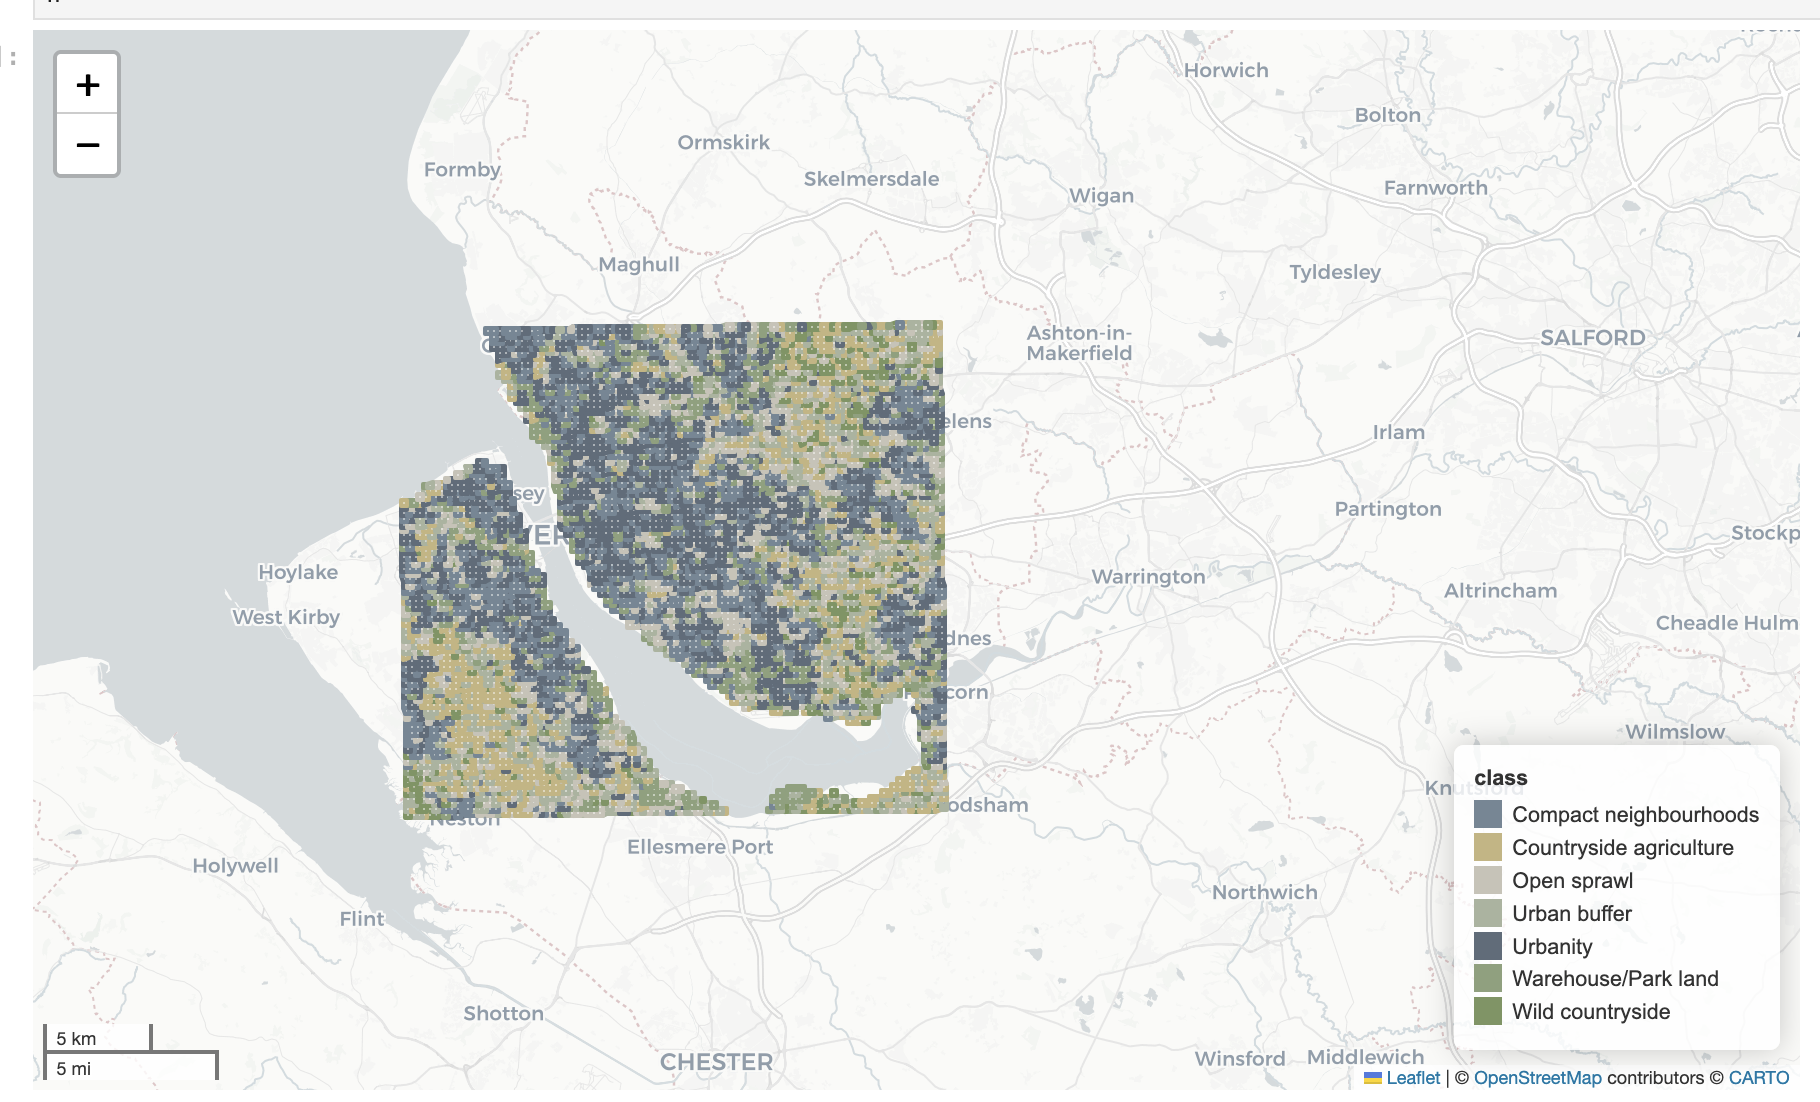 :
+
−
Horwich
Bolton
Ormskirk
Formby
Skelmersdale
Farnworth
Wigan
Maghull
Tyldesley
Ashton-in-
Makerfield
SALFORD
elens
Irlam
sey
Partington
VER
Stockp
Hoylake
Warrington
Altrincham
West Kirby
Cheadle Hulm
dnes
corn
Wilmslow
Knutsford
odsham
Neston
Ellesmere Port
Holywell
Northwich
Flint
Shotton
CHESTER
Winsford
Middlewich
class
Compact neighbourhoods
Countryside agriculture
Open sprawl
Urban buffer
Urbanity
Warehouse/Park land
Wild countryside
5 km
5 mi
Leaflet | © OpenStreetMap contributors © CARTO